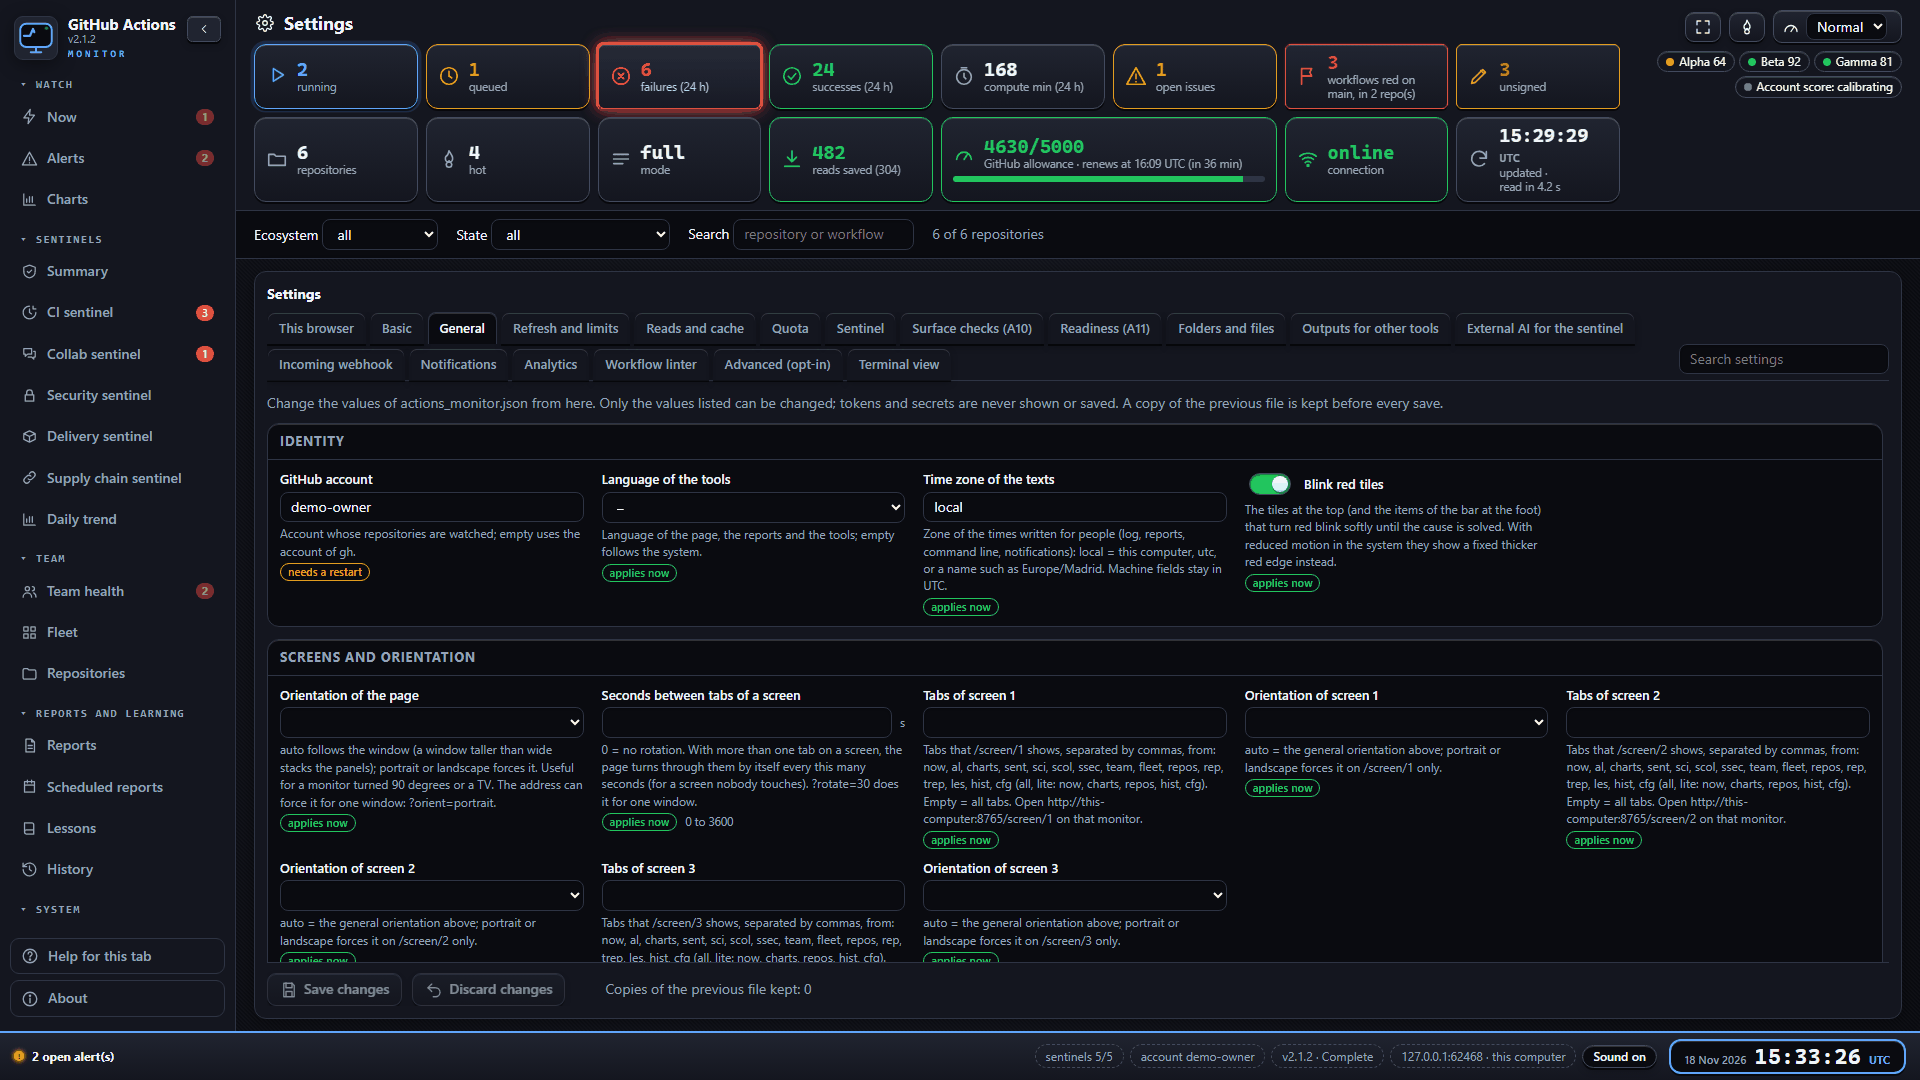 GitHub Actions
v2.1.2
MONITOR
WATCH
Now 1
Alerts 2
Charts
SENTINELS
Summary
CI sentinel 3
Collab sentinel 1
Security sentinel
Delivery sentinel
Supply chain sentinel
Daily trend
TEAM
Team health 2
Fleet
Repositories
REPORTS AND LEARNING
Reports
Scheduled reports
Lessons
History
SYSTEM
Help for this tab
About
Settings
Normal
Alpha 64 Beta 92 Gamma 81
Account score: calibrating
2
running
1
queued
6
failures (24 h)
24
successes (24 h)
168
compute min (24 h)
1
open issues
3
workflows red on
main, in 2 repo(s)
3
unsigned
6
repositories
4
hot
full
mode
482
reads saved (304)
4630/5000
GitHub allowance · renews at 16:09 UTC (in 36 min)
online
connection
15:29:29
UTC
updated ·
read in 4.2 s
Ecosystem all State all Search repository or workflow 6 of 6 repositories
Settings
This browser Basic General Refresh and limits Reads and cache Quota Sentinel Surface checks (A10) Readiness (A11) Folders and files Outputs for other tools External AI for the sentinel
Incoming webhook Notifications Analytics Workflow linter Advanced (opt-in) Terminal view
Search settings
Change the values of actions_monitor.json from here. Only the values listed can be changed; tokens and secrets are never shown or saved. A copy of the previous file is kept before every save.
IDENTITY
GitHub account
demo-owner
Account whose repositories are watched; empty uses the
account of gh.
needs a restart
Language of the tools
–
Language of the page, the reports and the tools; empty
follows the system.
applies now
Time zone of the texts
local
Zone of the times written for people (log, reports,
command line, notifications): local = this computer, utc,
or a name such as Europe/Madrid. Machine fields stay in
UTC.
applies now
Blink red tiles
The tiles at the top (and the items of the bar at the foot)
that turn red blink softly until the cause is solved. With
reduced motion in the system they show a fixed thicker
red edge instead.
applies now
SCREENS AND ORIENTATION
Orientation of the page
auto follows the window (a window taller than wide
stacks the panels); portrait or landscape forces it. Useful
for a monitor turned 90 degrees or a TV. The address can
force it for one window: ?orient=portrait.
applies now
Seconds between tabs of a screen
s
0 = no rotation. With more than one tab on a screen, the
page turns through them by itself every this many
seconds (for a screen nobody touches). ?rotate=30 does
it for one window.
applies now 0 to 3600
Tabs of screen 1
Tabs that /screen/1 shows, separated by commas, from:
now, al, charts, sent, sci, scol, ssec, team, fleet, repos, rep,
trep, les, hist, cfg (all, lite: now, charts, repos, hist, cfg).
Empty = all tabs. Open http://this-
computer:8765/screen/1 on that monitor.
applies now
Orientation of screen 1
auto = the general orientation above; portrait or
landscape forces it on /screen/1 only.
applies now
Tabs of screen 2
Tabs that /screen/2 shows, separated by commas, from:
now, al, charts, sent, sci, scol, ssec, team, fleet, repos, rep,
trep, les, hist, cfg (all, lite: now, charts, repos, hist, cfg).
Empty = all tabs. Open http://this-
computer:8765/screen/2 on that monitor.
applies now
Orientation of screen 2
auto = the general orientation above; portrait or
landscape forces it on /screen/2 only.
applies now
Tabs of screen 3
Tabs that /screen/3 shows, separated by commas, from:
now, al, charts, sent, sci, scol, ssec, team, fleet, repos, rep,
trep, les, hist, cfg (all, lite: now, charts, repos, hist, cfg).
Orientation of screen 3
auto = the general orientation above; portrait or
landscape forces it on /screen/3 only.
applies now
Save changes Discard changes Copies of the previous file kept: 0
2 open alert(s)
sentinels 5/5 account demo-owner v2.1.2 · Complete 127.0.0.1:62468 · this computer Sound on 18 Nov 2026 15:33:26 UTC